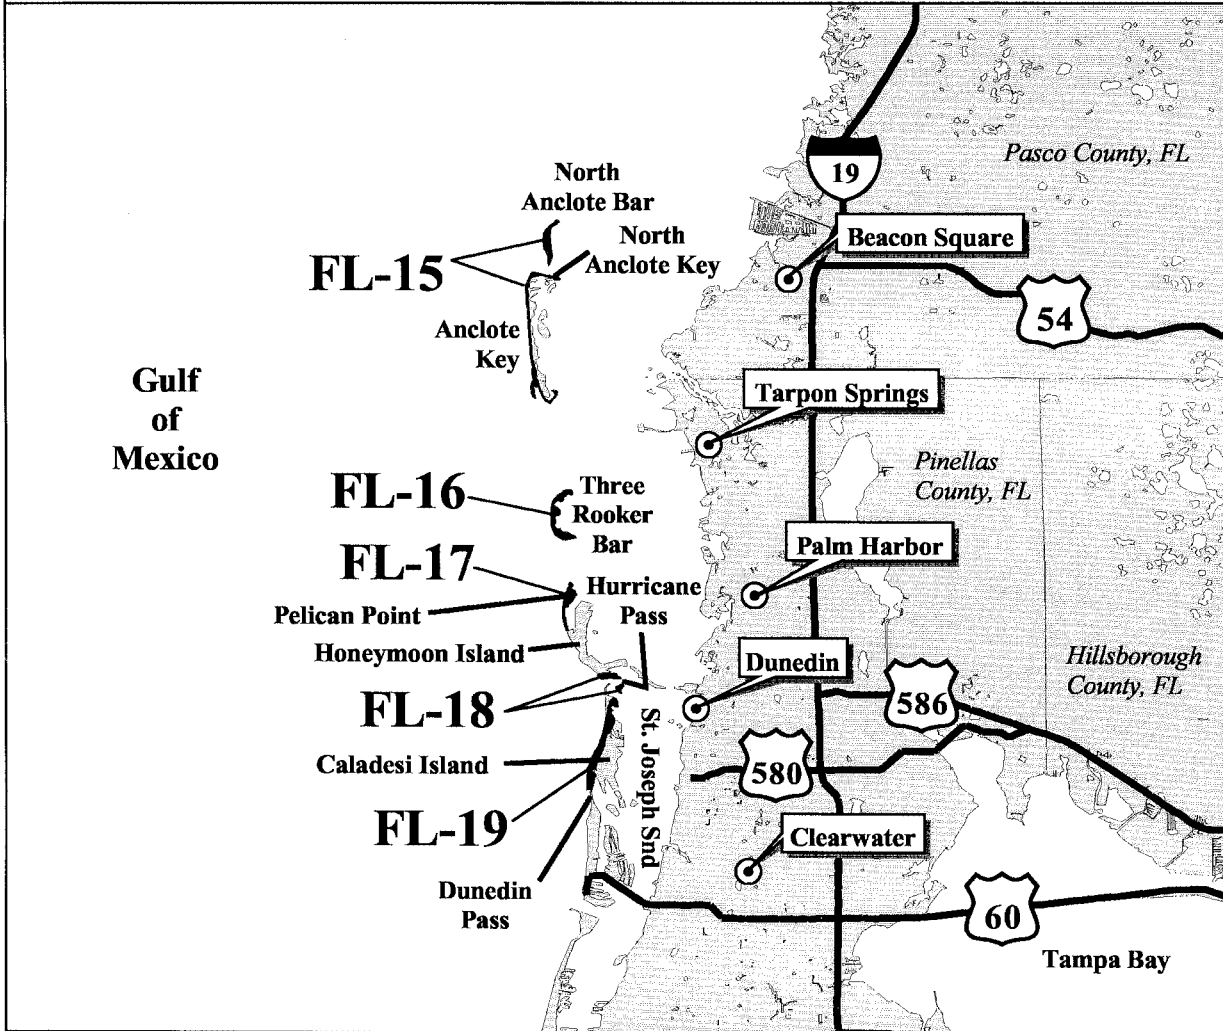 Pasco County, FL
19
North
Anclote Bar
North
Anclote Key
Beacon Square
FL-15
54
Anclote
Key
Gulf
of
Mexico
Tarpon Springs
Pinellas
County, FL
FL-16
Three
Rooker
Bar
Palm Harbor
FL-17
Hurricane
Pass
Pelican Point
Honeymoon Island
Dunedin
Hillsborough
County, FL
FL-18
586
St. Joseph Snd
Caladesi Island
580
FL-19
Clearwater
Dunedin
Pass
60
Tampa Bay